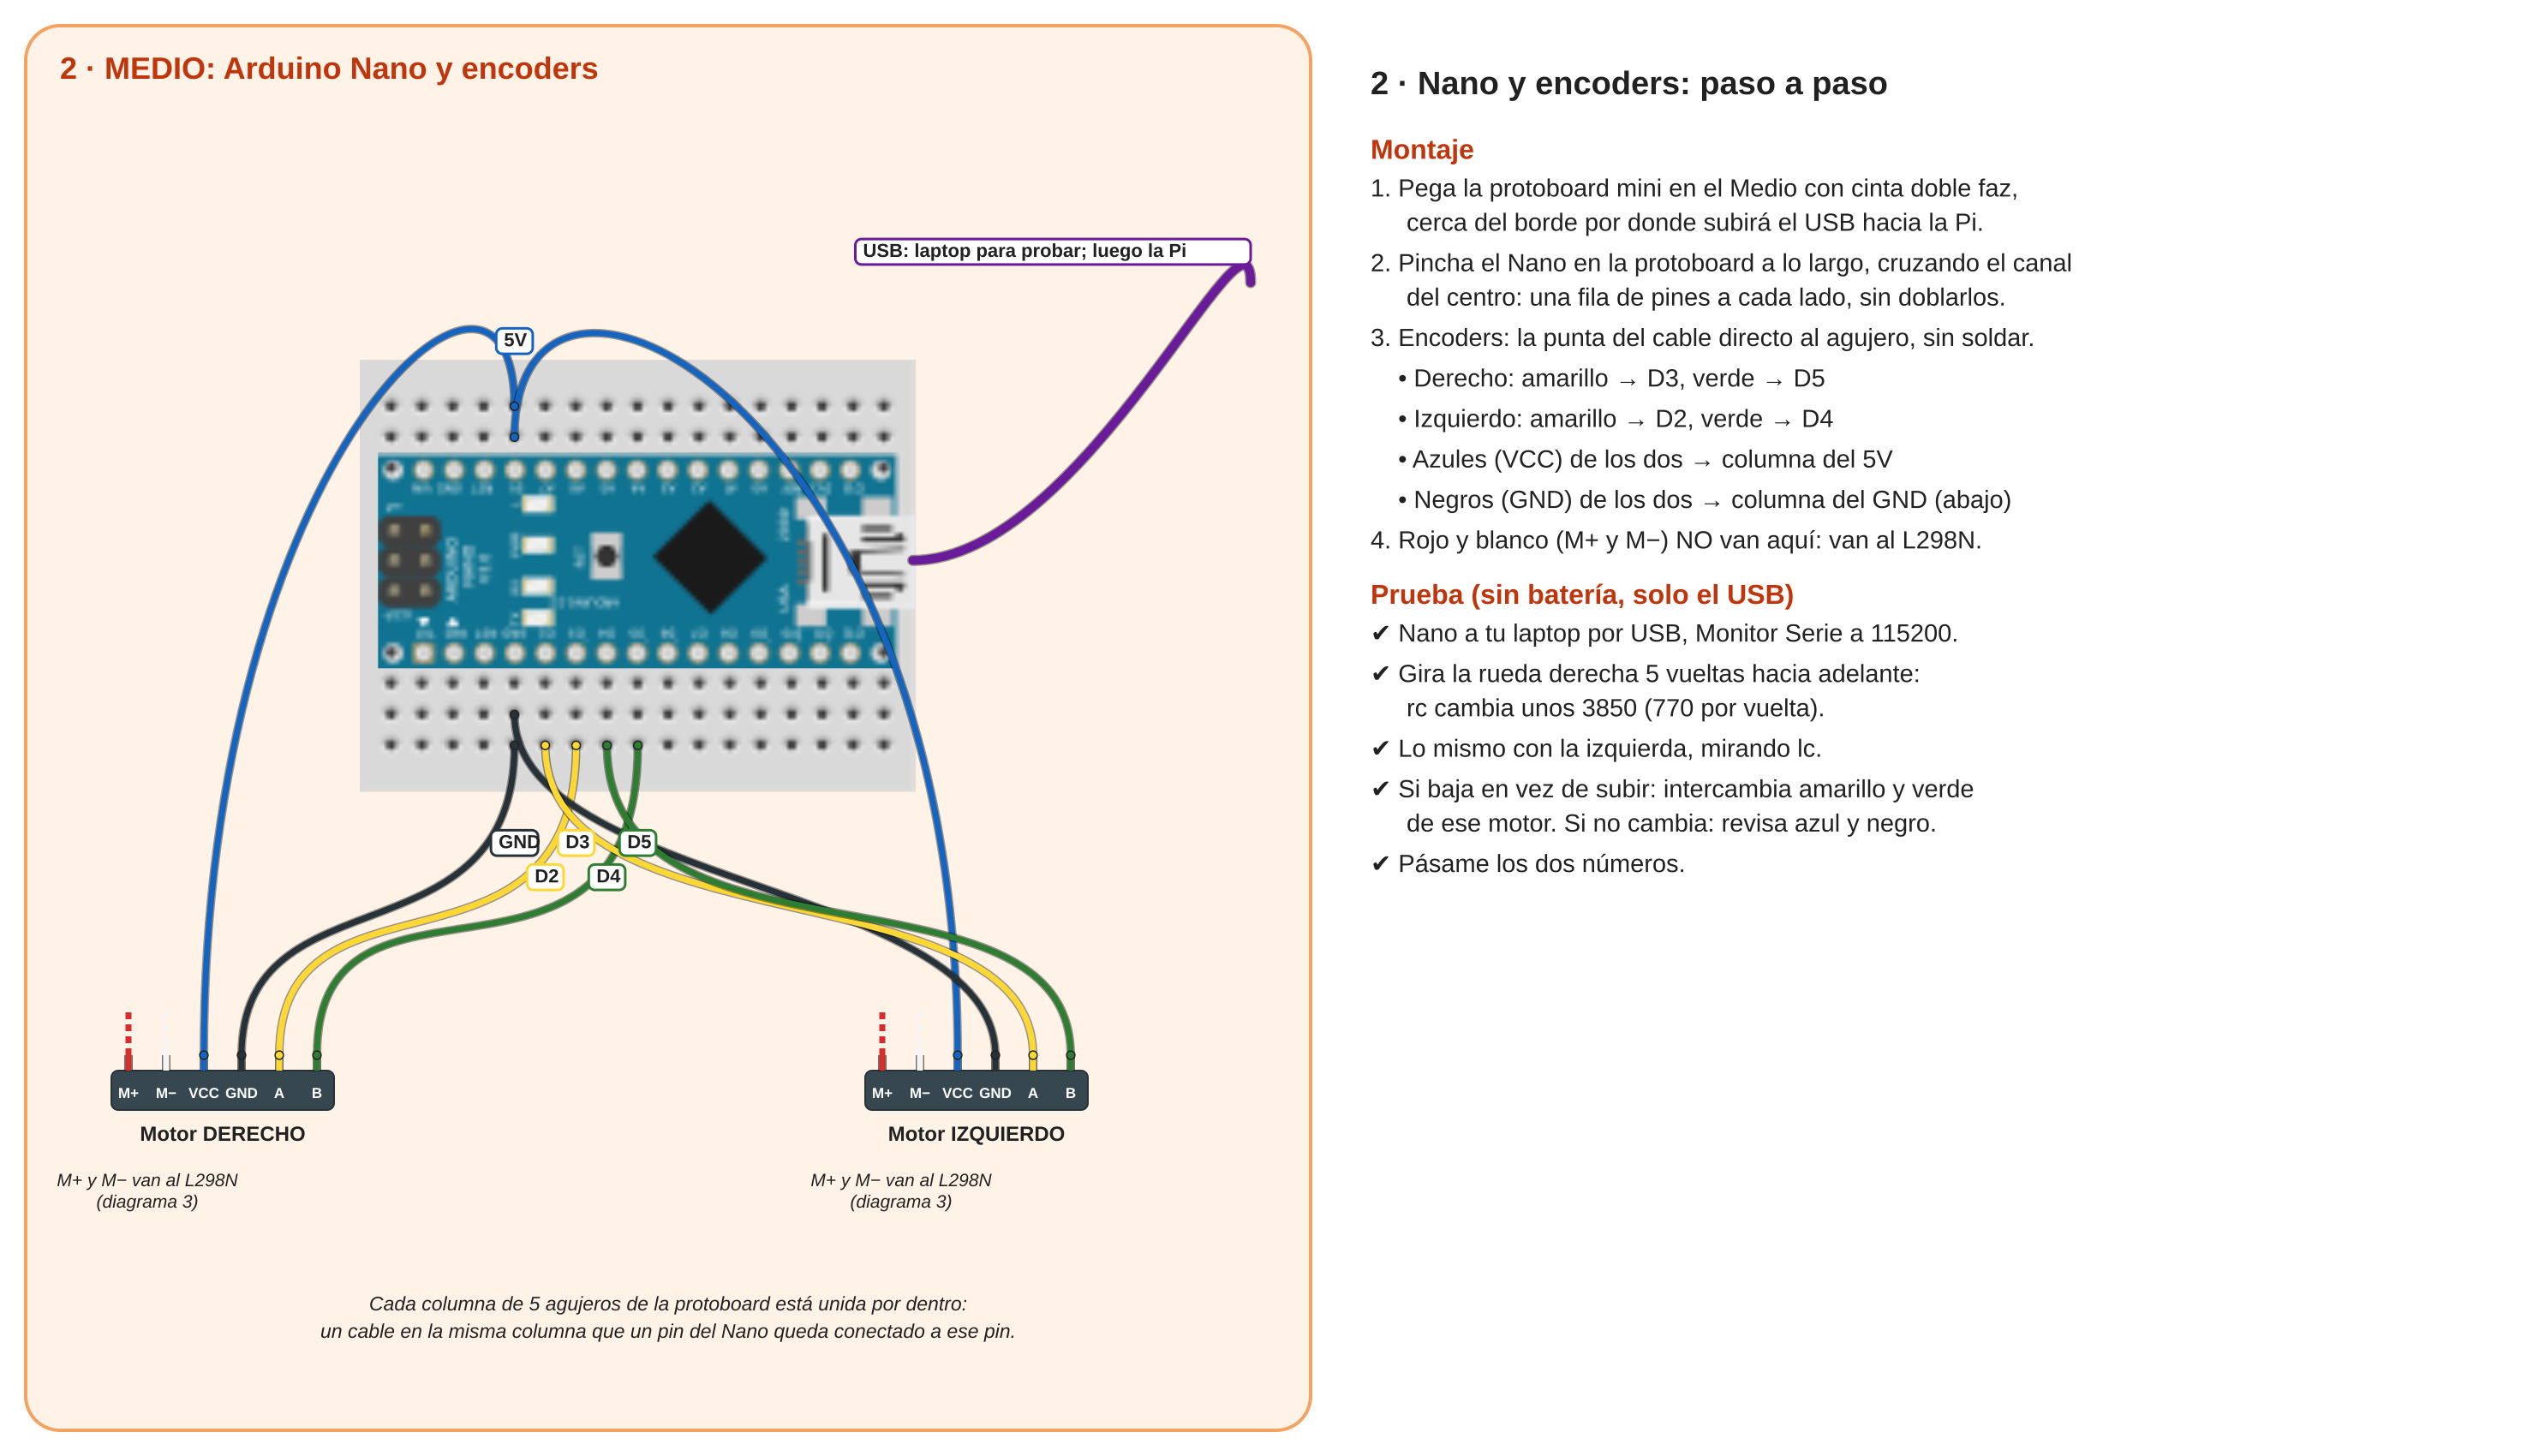 2 · MEDIO: Arduino Nano y encoders
USB: laptop para probar; luego la Pi
5V
GND
D3
D5
D2
D4
M+ M− VCC GND A B
Motor DERECHO
M+ y M− van al L298N
(diagrama 3)
M+ M− VCC GND A B
Motor IZQUIERDO
M+ y M− van al L298N
(diagrama 3)
Cada columna de 5 agujeros de la protoboard está unida por dentro:
un cable en la misma columna que un pin del Nano queda conectado a ese pin.
2 · Nano y encoders: paso a paso
Montaje
1. Pega la protoboard mini en el Medio con cinta doble faz,
cerca del borde por donde subirá el USB hacia la Pi.
2. Pincha el Nano en la protoboard a lo largo, cruzando el canal
del centro: una fila de pines a cada lado, sin doblarlos.
3. Encoders: la punta del cable directo al agujero, sin soldar.
• Derecho: amarillo → D3, verde → D5
• Izquierdo: amarillo → D2, verde → D4
• Azules (VCC) de los dos → columna del 5V
• Negros (GND) de los dos → columna del GND (abajo)
4. Rojo y blanco (M+ y M−) NO van aquí: van al L298N.
Prueba (sin batería, solo el USB)
✔ Nano a tu laptop por USB, Monitor Serie a 115200.
✔ Gira la rueda derecha 5 vueltas hacia adelante:
rc cambia unos 3850 (770 por vuelta).
✔ Lo mismo con la izquierda, mirando lc.
✔ Si baja en vez de subir: intercambia amarillo y verde
de ese motor. Si no cambia: revisa azul y negro.
✔ Pásame los dos números.